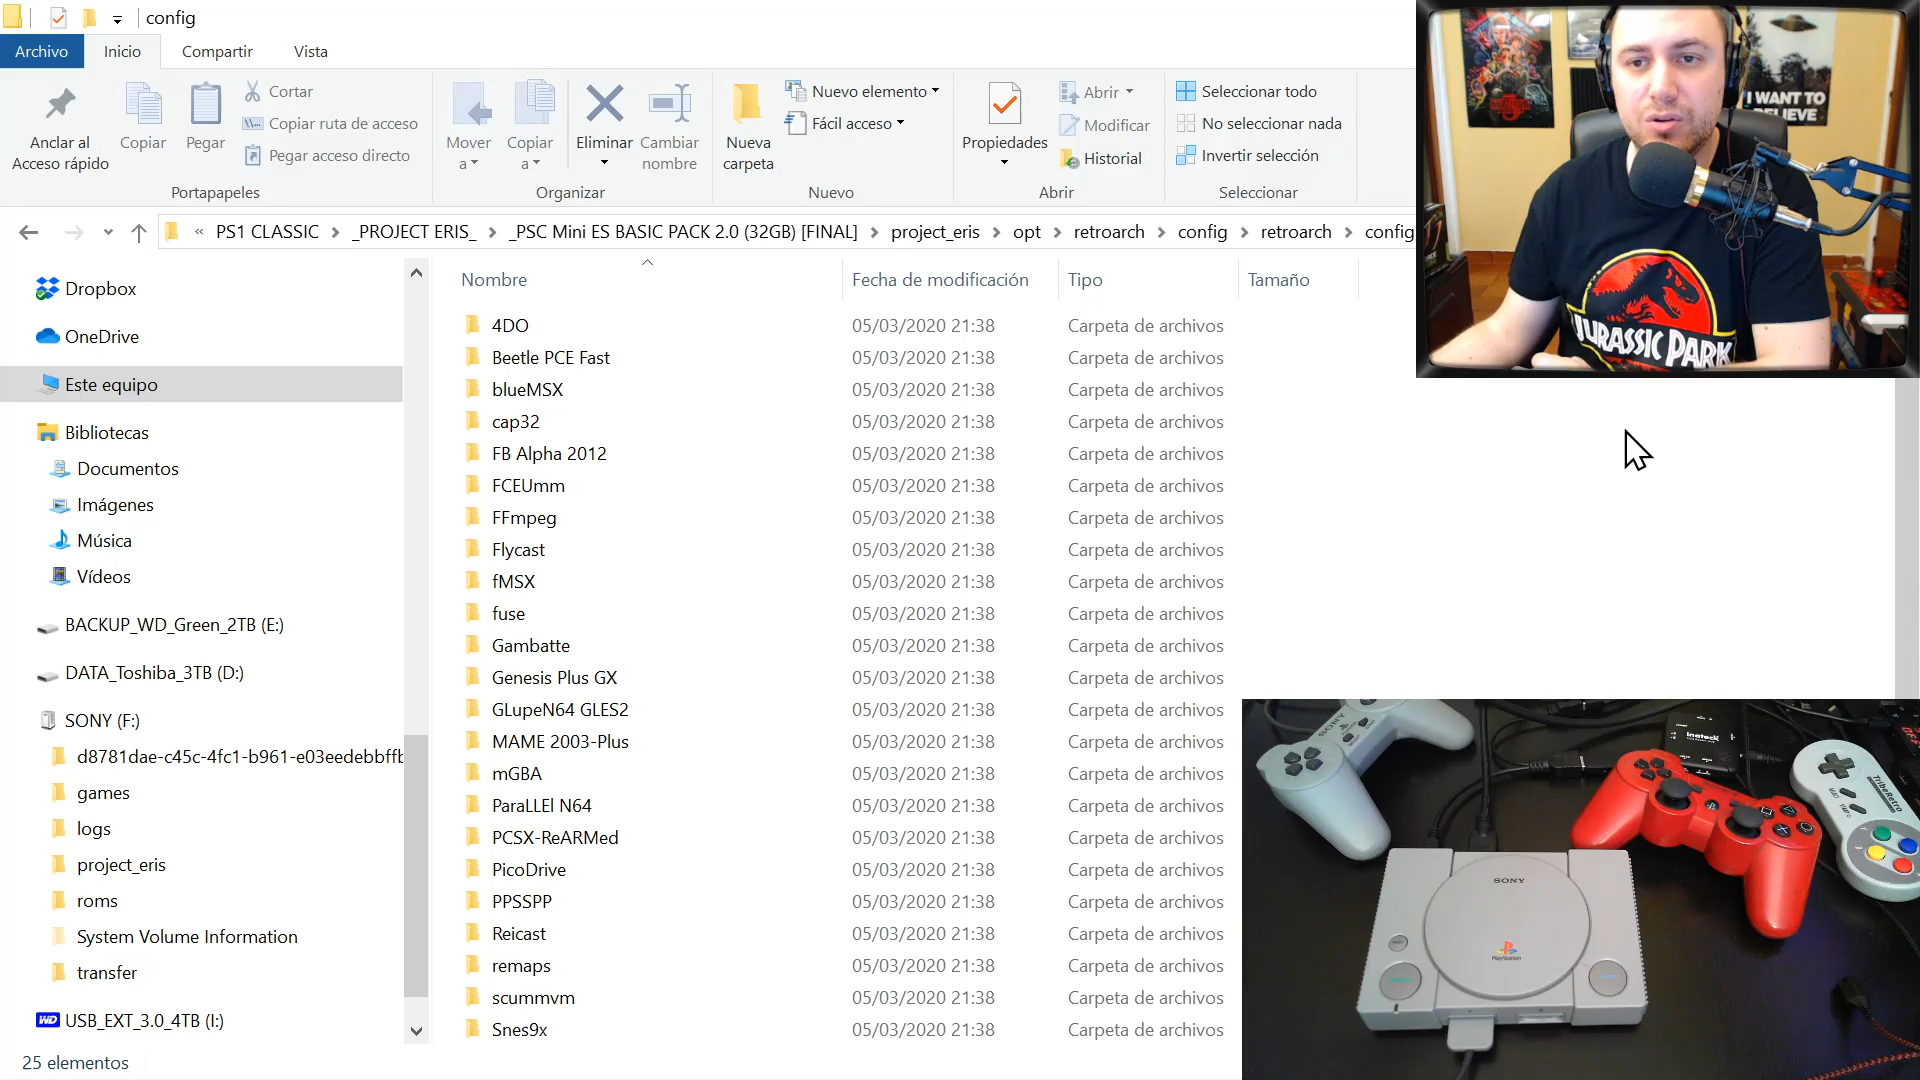 config
Archivo
Inicio
Compartir
Vista
Anclar al
Acceso rápido
Copiar
Pegar
Cortar
Copiar ruta de acceso
Pegar acceso directo
Portapapeles
Mover
a
Copiar
a
Eliminar
Cambiar
nombre
Organizar
Nueva
carpeta
Nuevo elemento
Fácil acceso
Nuevo
Propiedades
Abrir
Modificar
Historial
Abrir
Seleccionar todo
No seleccionar nada
Invertir selección
Seleccionar
I WANT TO
BELIEVE
JURASSIC PARK
« PS1 CLASSIC > _PROJECT ERIS_ > _PSC Mini ES BASIC PACK 2.0 (32GB) [FINAL] > project_eris > opt > retroarch > config > retroarch > config
Dropbox
OneDrive
Este equipo
Bibliotecas
Documentos
Imágenes
Música
Vídeos
BACKUP_WD_Green_2TB (E:)
DATA_Toshiba_3TB (D:)
SONY (F:)
d8781dae-c45c-4fc1-b961-e03eedebbffb
games
logs
project_eris
roms
System Volume Information
transfer
WD USB_EXT_3.0_4TB (I:)
Nombre Fecha de modificación Tipo Tamaño
4DO 05/03/2020 21:38 Carpeta de archivos
Beetle PCE Fast 05/03/2020 21:38 Carpeta de archivos
blueMSX 05/03/2020 21:38 Carpeta de archivos
cap32 05/03/2020 21:38 Carpeta de archivos
FB Alpha 2012 05/03/2020 21:38 Carpeta de archivos
FCEUmm 05/03/2020 21:38 Carpeta de archivos
FFmpeg 05/03/2020 21:38 Carpeta de archivos
Flycast 05/03/2020 21:38 Carpeta de archivos
fMSX 05/03/2020 21:38 Carpeta de archivos
fuse 05/03/2020 21:38 Carpeta de archivos
Gambatte 05/03/2020 21:38 Carpeta de archivos
Genesis Plus GX 05/03/2020 21:38 Carpeta de archivos
GLupeN64 GLES2 05/03/2020 21:38 Carpeta de archivos
MAME 2003-Plus 05/03/2020 21:38 Carpeta de archivos
mGBA 05/03/2020 21:38 Carpeta de archivos
ParaLLEl N64 05/03/2020 21:38 Carpeta de archivos
PCSX-ReARMed 05/03/2020 21:38 Carpeta de archivos
PicoDrive 05/03/2020 21:38 Carpeta de archivos
PPSSPP 05/03/2020 21:38 Carpeta de archivos
Reicast 05/03/2020 21:38 Carpeta de archivos
remaps 05/03/2020 21:38 Carpeta de archivos
scummvm 05/03/2020 21:38 Carpeta de archivos
Snes9x 05/03/2020 21:38 Carpeta de archivos
25 elementos
SONY
Inateck
TribeRetro
SONY
PlayStation